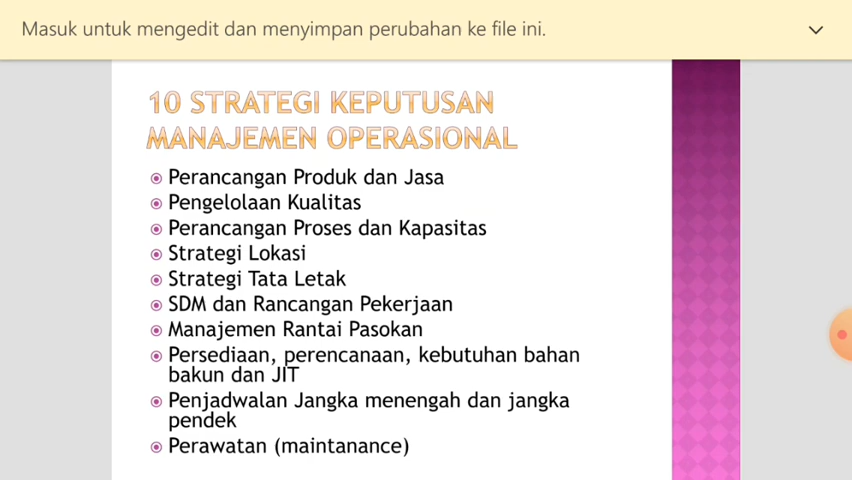 Masuk untuk mengedit dan menyimpan perubahan ke file ini.
10 STRATEGI KEPUTUSAN
MANAJEMEN OPERASIONAL
Perancangan Produk dan Jasa
Pengelolaan Kualitas
Perancangan Proses dan Kapasitas
Strategi Lokasi
Strategi Tata Letak
SDM dan Rancangan Pekerjaan
Manajemen Rantai Pasokan
Persediaan, perencanaan, kebutuhan bahan
bakun dan JIT
Penjadwalan Jangka menengah dan jangka
pendek
Perawatan (maintanance)